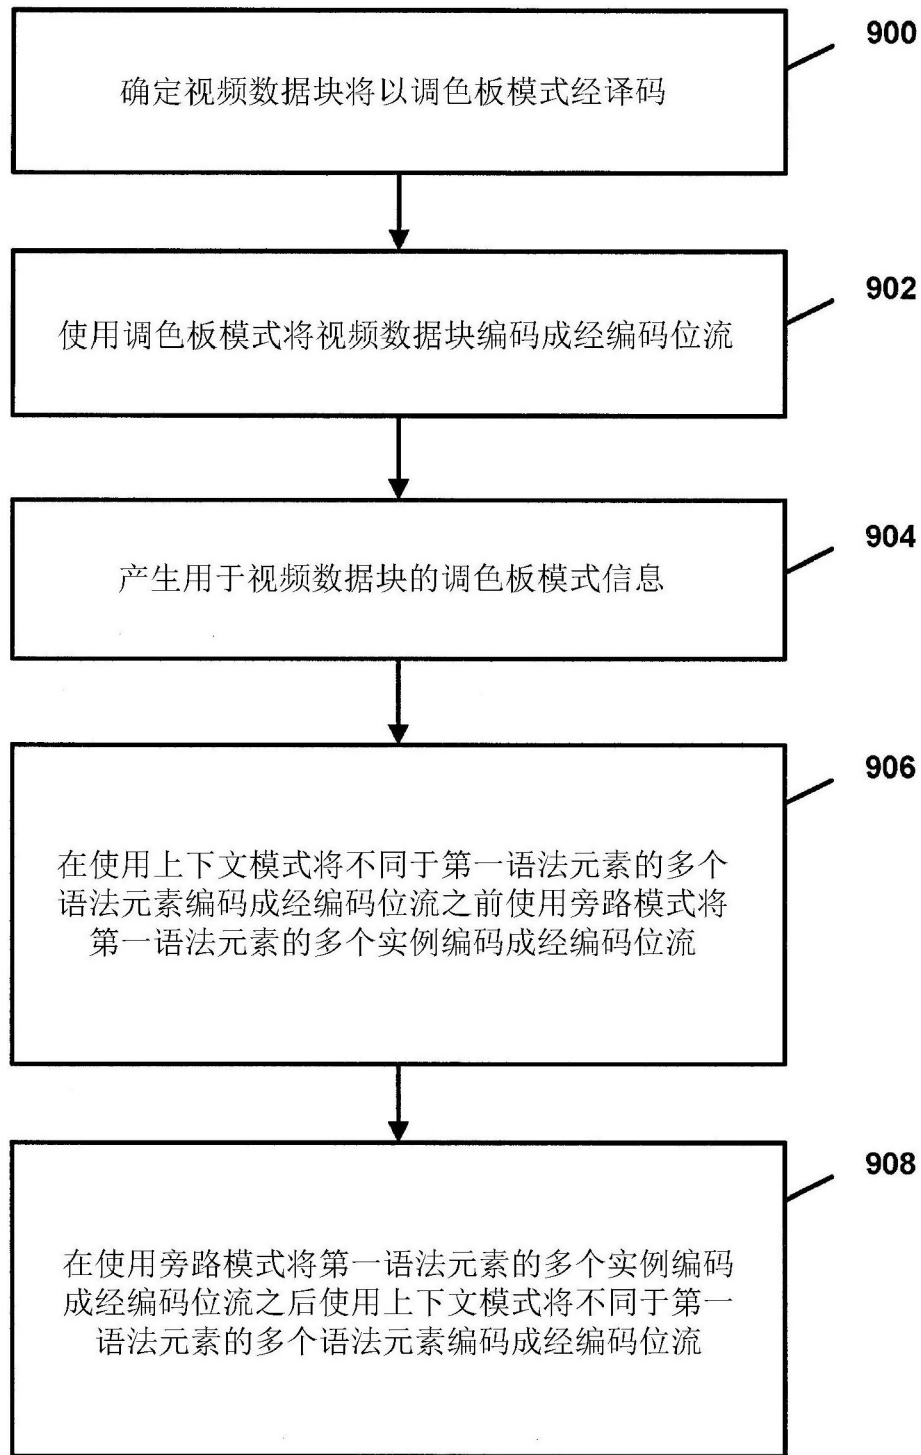 900
确定视频数据块将以调色板模式经译码
902
使用调色板模式将视频数据块编码成经编码位流
904
产生用于视频数据块的调色板模式信息
906
在使用上下文模式将不同于第一语法元素的多个
语法元素编码成经编码位流之前使用旁路模式将
第一语法元素的多个实例编码成经编码位流
908
在使用旁路模式将第一语法元素的多个实例编码
成经编码位流之后使用上下文模式将不同于第一
语法元素的多个语法元素编码成经编码位流